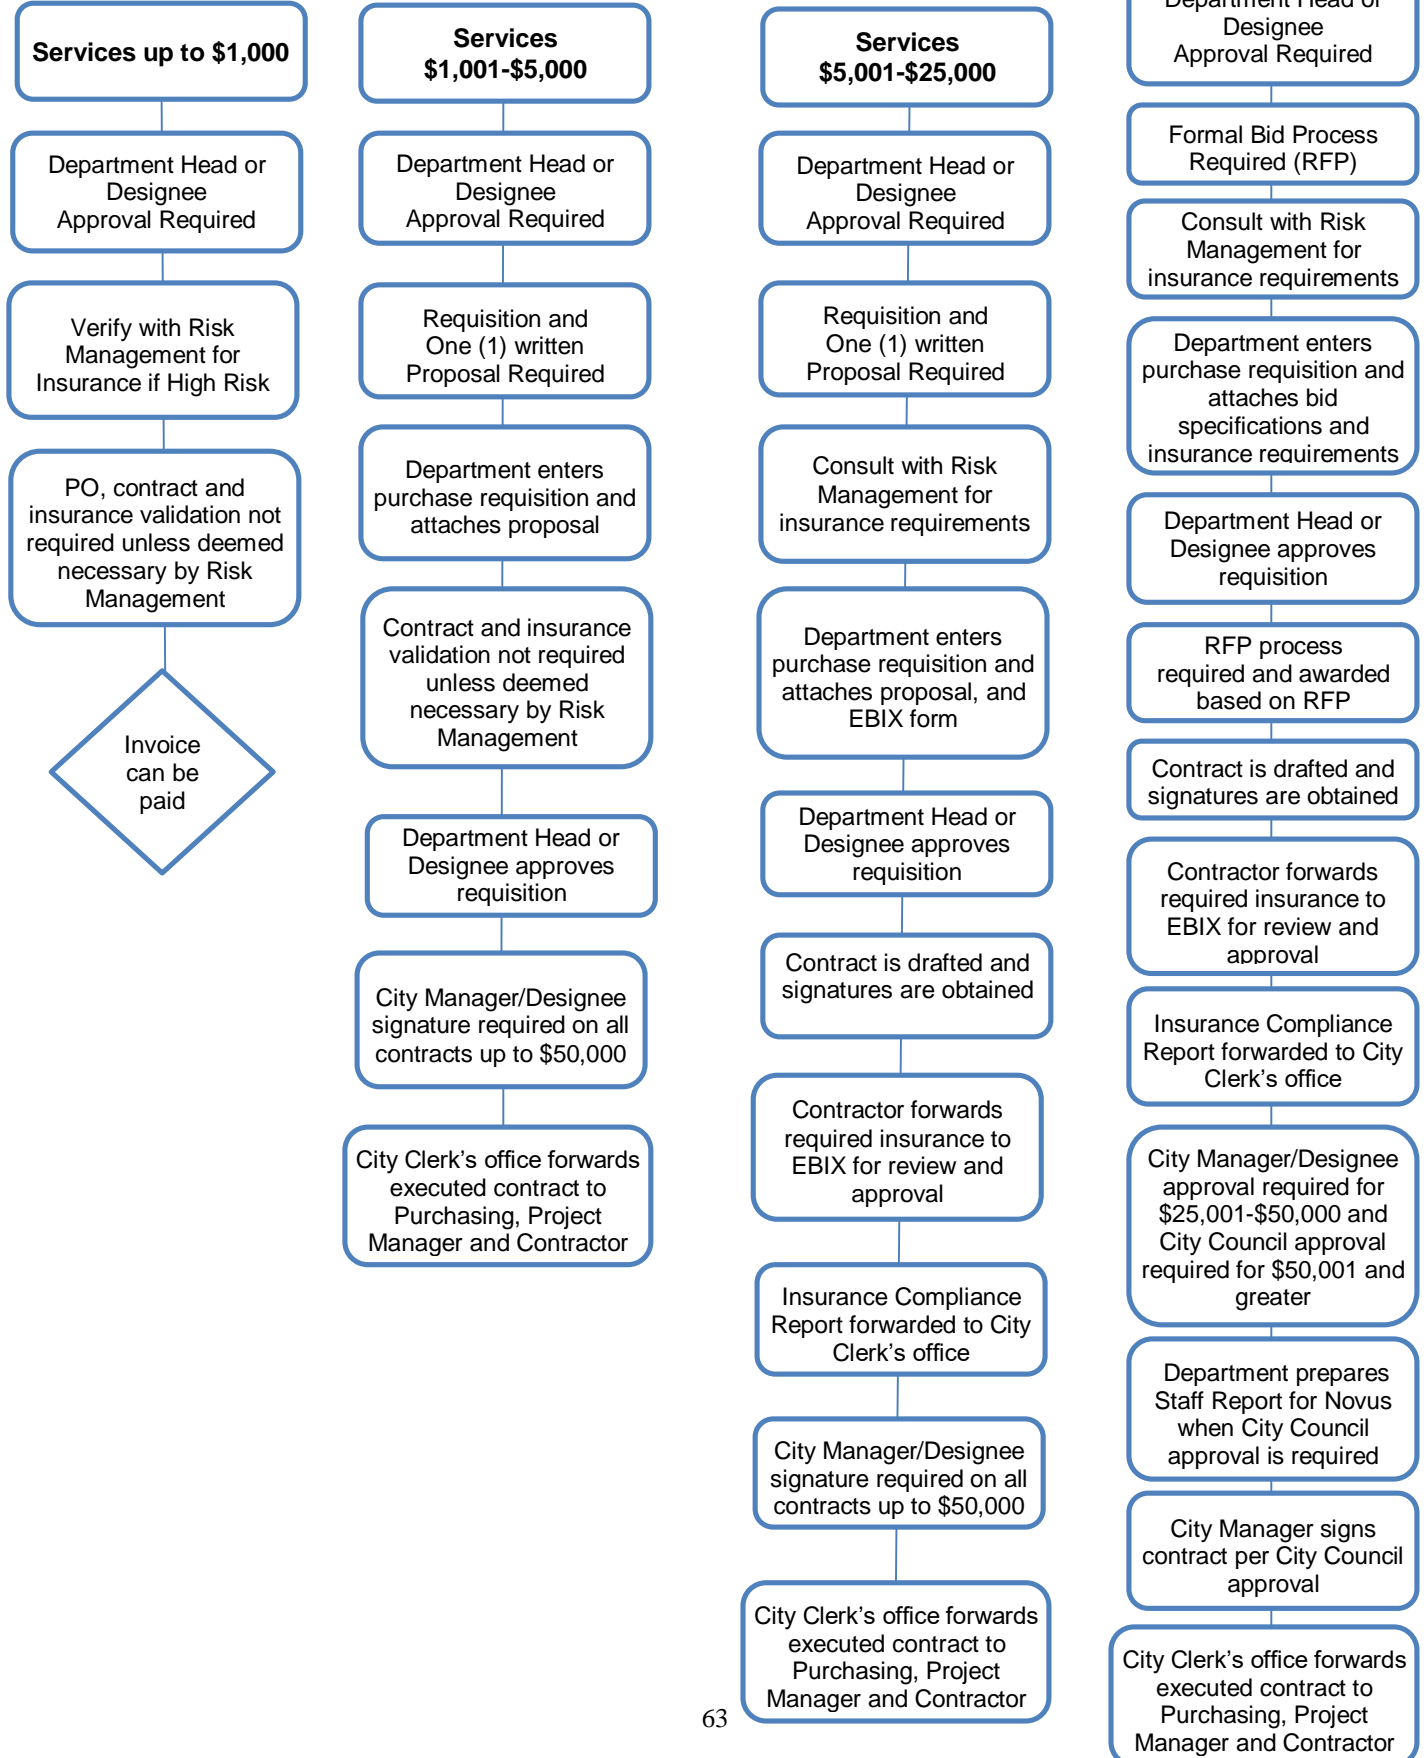 Services up to $1,000
Department Head or
Designee
Approval Required
Verify with Risk
Management for
Insurance if High Risk
PO, contract and
insurance validation not
required unless deemed
necessary by Risk
Management
Invoice
can be
paid
Services
$1,001-$5,000
Department Head or
Designee
Approval Required
Requisition and
One (1) written
Proposal Required
Department enters
purchase requisition and
attaches proposal
Contract and insurance
validation not required
unless deemed
necessary by Risk
Management
Department Head or
Designee approves
requisition
City Manager/Designee
signature required on all
contracts up to $50,000
City Clerk’s office forwards
executed contract to
Purchasing, Project
Manager and Contractor
Services
$5,001-$25,000
Department Head or
Designee
Approval Required
Requisition and
One (1) written
Proposal Required
Consult with Risk
Management for
insurance requirements
Department enters
purchase requisition and
attaches proposal, and
EBIX form
Department Head or
Designee approves
requisition
Contract is drafted and
signatures are obtained
Contractor forwards
required insurance to
EBIX for review and
approval
Insurance Compliance
Report forwarded to City
Clerk’s office
City Manager/Designee
signature required on all
contracts up to $50,000
City Clerk’s office forwards
executed contract to
Purchasing, Project
Manager and Contractor
Department Head or
Designee
Approval Required
Formal Bid Process
Required (RFP)
Consult with Risk
Management for
insurance requirements
Department enters
purchase requisition and
attaches bid
specifications and
insurance requirements
Department Head or
Designee approves
requisition
RFP process
required and awarded
based on RFP
Contract is drafted and
signatures are obtained
Contractor forwards
required insurance to
EBIX for review and
approval
Insurance Compliance
Report forwarded to City
Clerk’s office
City Manager/Designee
approval required for
$25,001-$50,000 and
City Council approval
required for $50,001 and
greater
Department prepares
Staff Report for Novus
when City Council
approval is required
City Manager signs
contract per City Council
approval
City Clerk’s office forwards
executed contract to
Purchasing, Project
Manager and Contractor
63